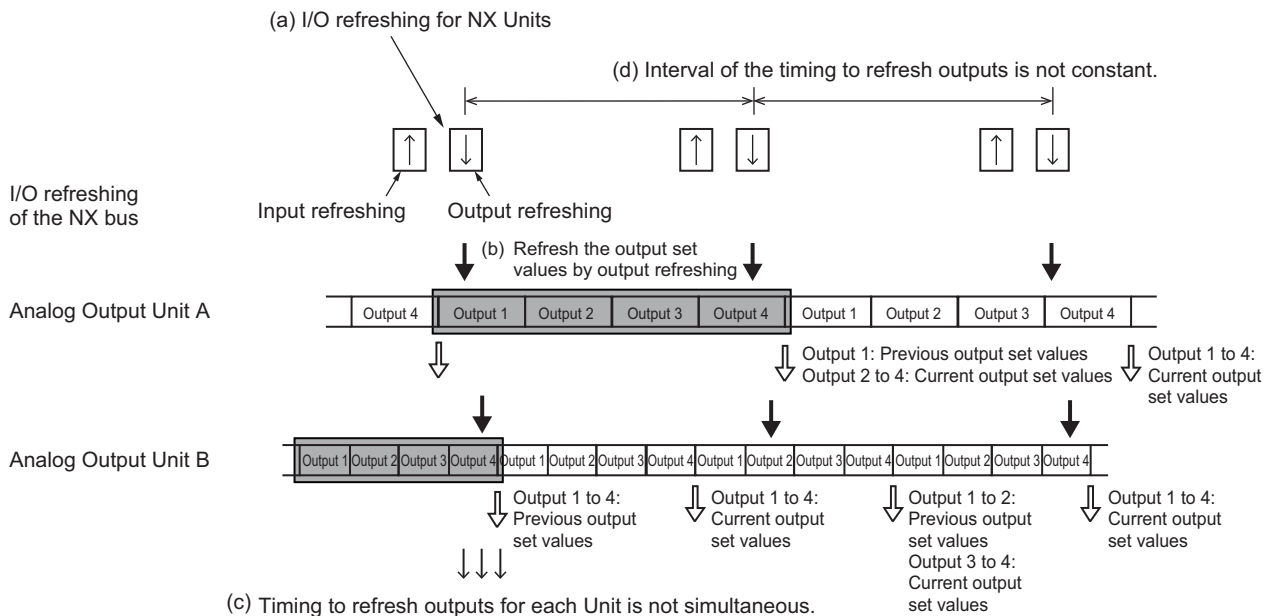 (a) I/O refreshing for NX Units
(d) Interval of the timing to refresh outputs is not constant.
I/O refreshing
of the NX bus
Input refreshing
Output refreshing
(b) Refresh the output set
values by output refreshing
Analog Output Unit A
Output 4
Output 1
Output 2
Output 3
Output 4
Output 1
Output 2
Output 3
Output 4
Output 1: Previous output set values
Output 2 to 4: Current output set values
Output 1 to 4:
Current output
set values
Analog Output Unit B
Output 1
Output 2
Output 3
Output 4
Output 1
Output 2
Output 3
Output 4
Output 1
Output 2
Output 3
Output 4
Output 1
Output 2
Output 3
Output 4
Output 1 to 4:
Previous output
set values
Output 1 to 4:
Current output
set values
Output 1 to 2:
Previous output
set values
Output 3 to 4:
Current output
set values
Output 1 to 4:
Current output
set values
(c) Timing to refresh outputs for each Unit is not simultaneous.